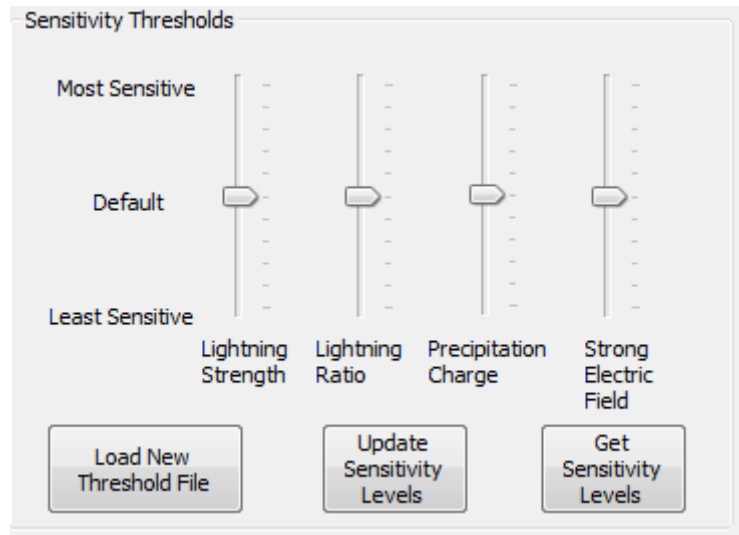 Sensitivity Thresholds
Most Sensitive
Default
Least Sensitive
Lightning
Strength
Lightning
Ratio
Precipitation
Charge
Strong
Electric
Field
Load New
Threshold File
Update
Sensitivity
Levels
Get
Sensitivity
Levels